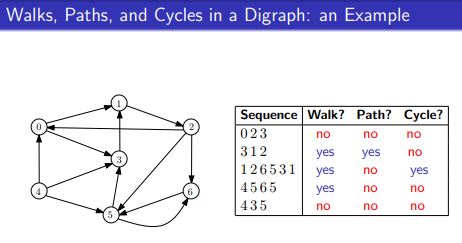 Walks, Paths, and Cycles in a Digraph: an Example
1
0
2
3
4
6
5
Sequence Walk? Path? Cycle?
0 2 3 no no no
3 1 2 yes yes no
1 2 6 5 3 1 yes no yes
4 5 6 5 yes no no
4 3 5 no no no